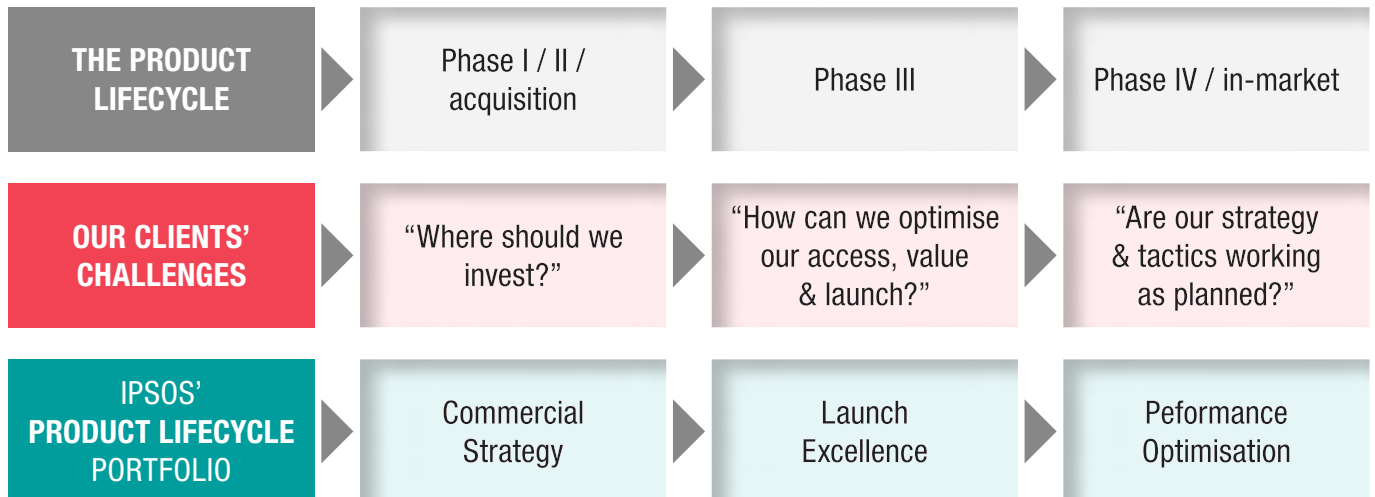 THE PRODUCT
LIFECYCLE
Phase I / II /
acquisition
Phase III
Phase IV / in-market
OUR CLIENTS’
CHALLENGES
“Where should we
invest?”
“How can we optimise
our access, value
& launch?”
“Are our strategy
& tactics working
as planned?”
IPSOS’
PRODUCT LIFECYCLE
PORTFOLIO
Commercial
Strategy
Launch
Excellence
Peformance
Optimisation